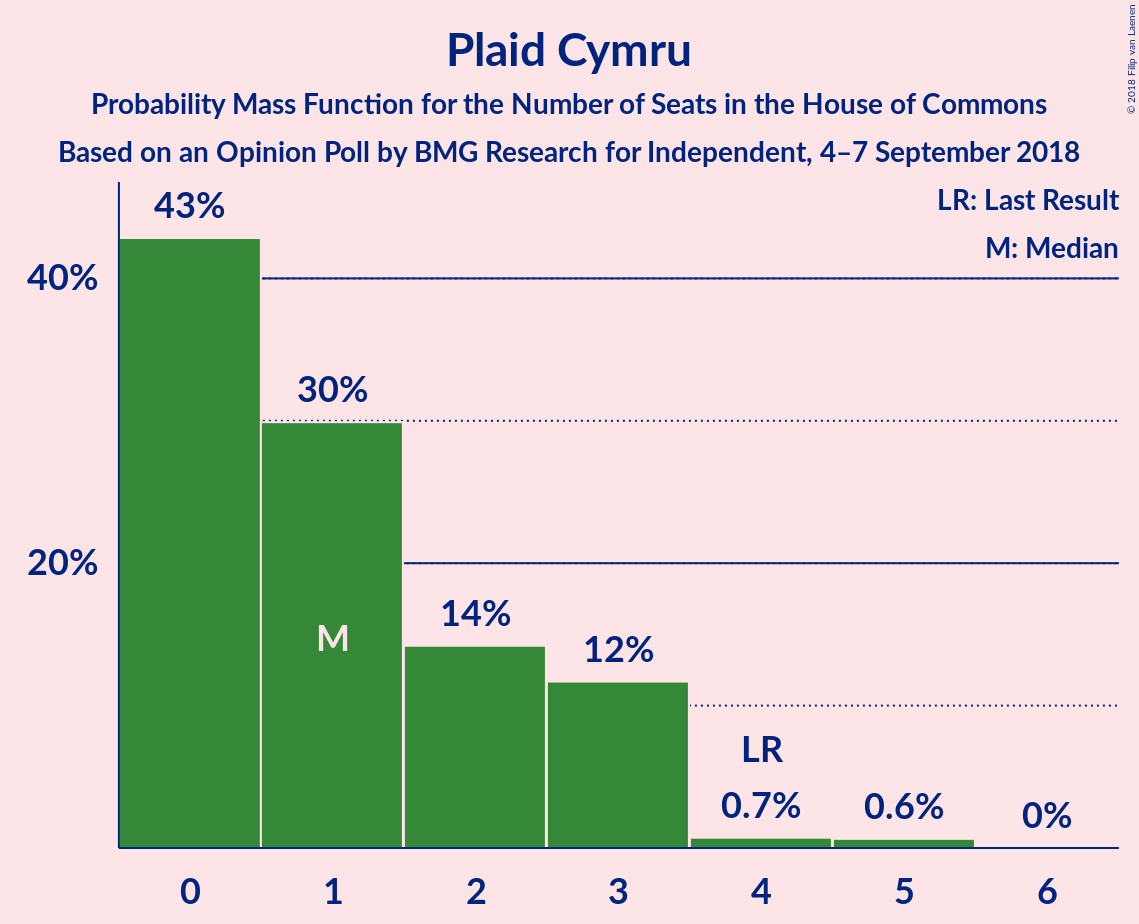 Plaid Cymru
Probability Mass Function for the Number of Seats in the House of Commons
Based on an Opinion Poll by BMG Research for Independent, 4–7 September 2018
© 2018 Filip van Laenen
LR: Last Result
M: Median
43%
40%
30%
20%
M
14%
12%
LR
0.7%
0.6%
0%
0 1 2 3 4 5 6